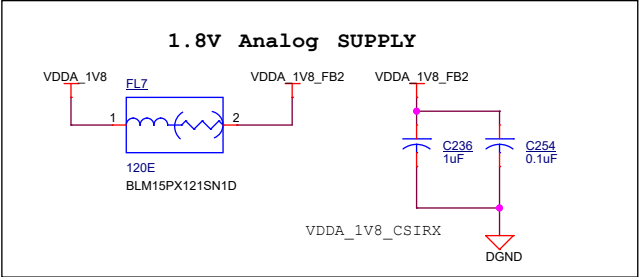 1.8V Analog SUPPLY
VDDA_1V8
FL7
VDDA_1V8_FB2
VDDA_1V8_FB2
1
2
120E
BLM15PX121SN1D
C236
1uF
C254
0.1uF
VDDA_1V8_CSIRX
DGND